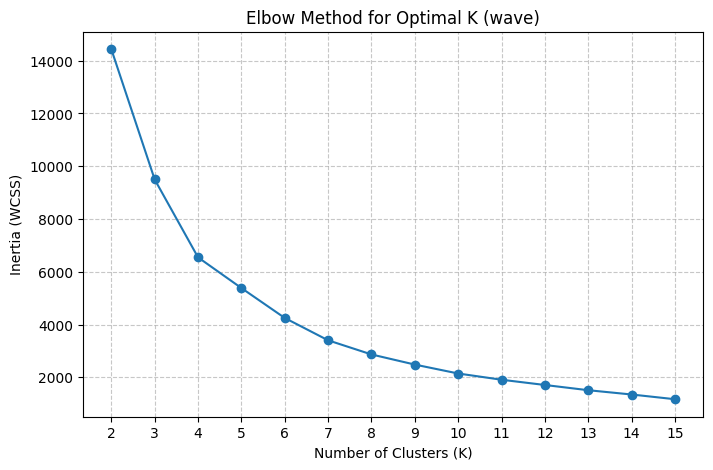 Elbow Method for Optimal K (wave)
Inertia (WCSS)
14000
12000
10000
8000
6000
4000
2000
2 3 4 5 6 7 8 9 10 11 12 13 14 15
Number of Clusters (K)